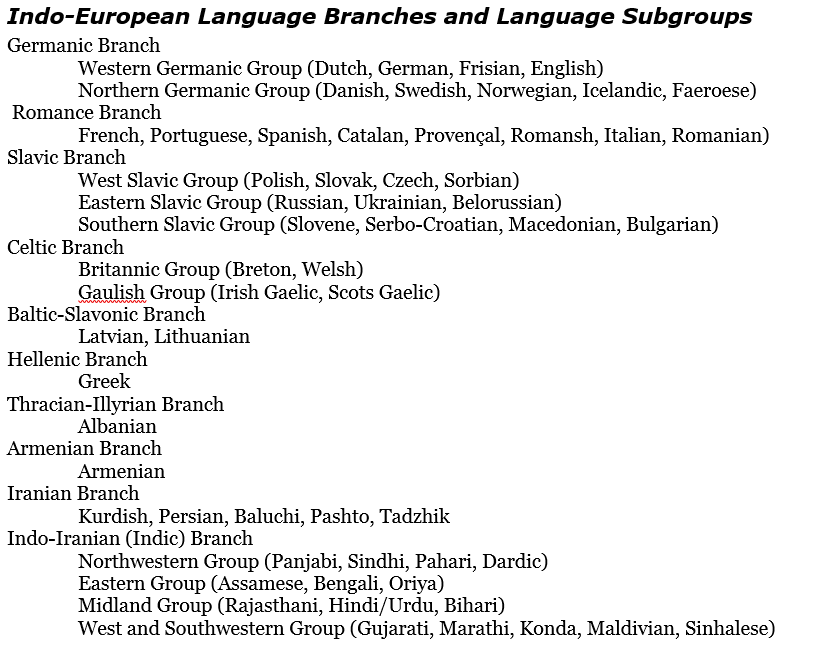 Indo-European Language Branches and Language Subgroups
Germanic Branch
Western Germanic Group (Dutch, German, Frisian, English)
Northern Germanic Group (Danish, Swedish, Norwegian, Icelandic, Faeroese)
Romance Branch
French, Portuguese, Spanish, Catalan, Provençal, Romansh, Italian, Romanian)
Slavic Branch
West Slavic Group (Polish, Slovak, Czech, Sorbian)
Eastern Slavic Group (Russian, Ukrainian, Belorussian)
Southern Slavic Group (Slovene, Serbo-Croatian, Macedonian, Bulgarian)
Celtic Branch
Britannic Group (Breton, Welsh)
Gaulish Group (Irish Gaelic, Scots Gaelic)
Baltic-Slavonic Branch
Latvian, Lithuanian
Hellenic Branch
Greek
Thracian-Illyrian Branch
Albanian
Armenian Branch
Armenian
Iranian Branch
Kurdish, Persian, Baluchi, Pashto, Tadzhik
Indo-Iranian (Indic) Branch
Northwestern Group (Panjabi, Sindhi, Pahari, Dardic)
Eastern Group (Assamese, Bengali, Oriya)
Midland Group (Rajasthani, Hindi/Urdu, Bihari)
West and Southwestern Group (Gujarati, Marathi, Konda, Maldivian, Sinhalese)